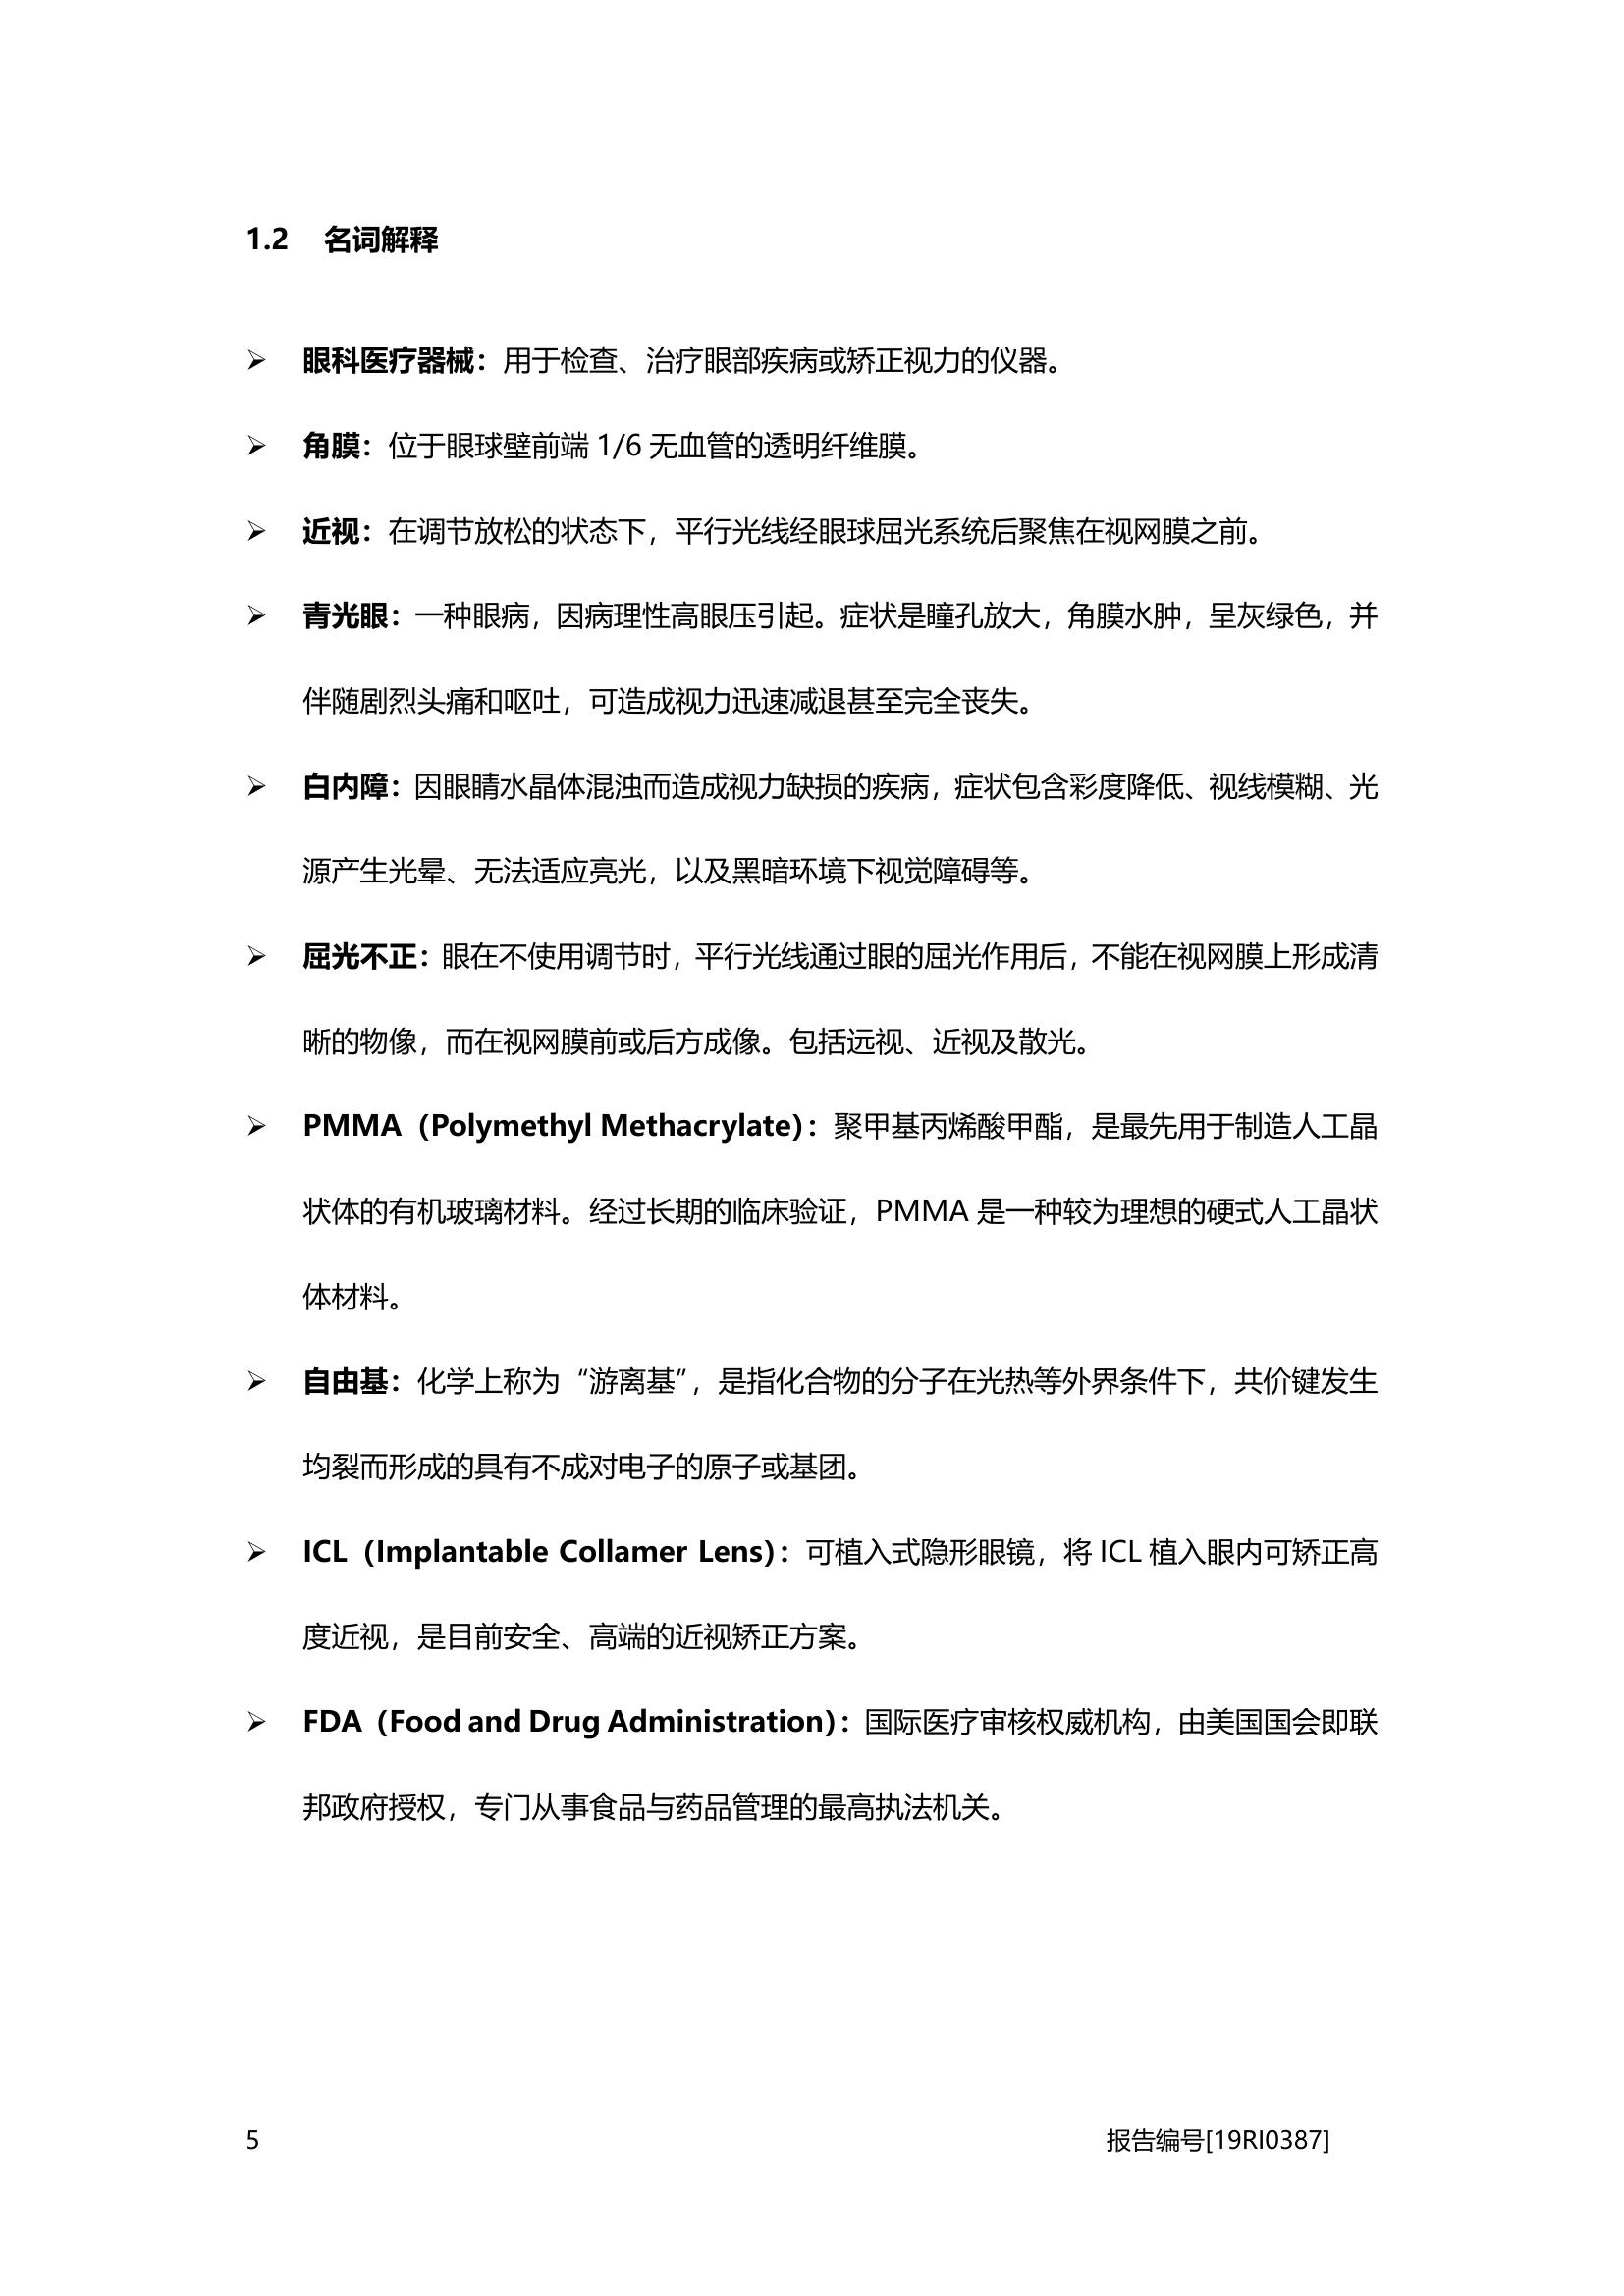 1.2 名词解释
➢ 眼科医疗器械：用于检查、治疗眼部疾病或矫正视力的仪器。
➢ 角膜：位于眼球壁前端 1/6 无血管的透明纤维膜。
➢ 近视：在调节放松的状态下，平行光线经眼球屈光系统后聚焦在视网膜之前。
➢ 青光眼：一种眼病，因病理性高眼压引起。症状是瞳孔放大，角膜水肿，呈灰绿色，并
伴随剧烈头痛和呕吐，可造成视力迅速减退甚至完全丧失。
➢ 白内障：因眼睛水晶体混浊而造成视力缺损的疾病，症状包含彩度降低、视线模糊、光
源产生光晕、无法适应亮光，以及黑暗环境下视觉障碍等。
➢ 屈光不正：眼在不使用调节时，平行光线通过眼的屈光作用后，不能在视网膜上形成清
晰的物像，而在视网膜前或后方成像。包括远视、近视及散光。
➢ PMMA（Polymethyl Methacrylate）：聚甲基丙烯酸甲酯，是最先用于制造人工晶
状体的有机玻璃材料。经过长期的临床验证，PMMA 是一种较为理想的硬式人工晶状
体材料。
➢ 自由基：化学上称为“游离基”，是指化合物的分子在光热等外界条件下，共价键发生
均裂而形成的具有不成对电子的原子或基团。
➢ ICL（Implantable Collamer Lens）：可植入式隐形眼镜，将 ICL 植入眼内可矫正高
度近视，是目前安全、高端的近视矫正方案。
➢ FDA（Food and Drug Administration）：国际医疗审核权威机构，由美国国会即联
邦政府授权，专门从事食品与药品管理的最高执法机关。
5 报告编号[19RI0387]